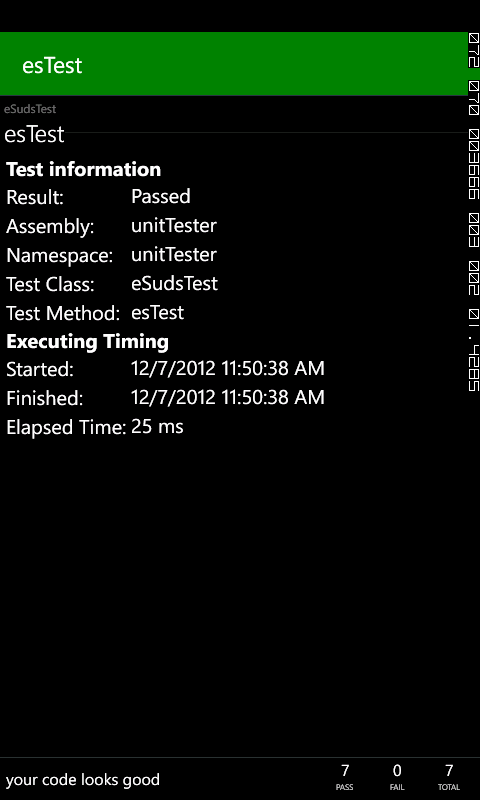 esTest
eSudsTest
esTest
Test information
Result: Passed
Assembly: unitTester
Namespace: unitTester
Test Class: eSudsTest
Test Method: esTest
Executing Timing
Started: 12/7/2012 11:50:38 AM
Finished: 12/7/2012 11:50:38 AM
Elapsed Time: 25 ms
your code looks good
7 0 7
PASS FAIL TOTAL
072 070 003666 003 002 01.4285